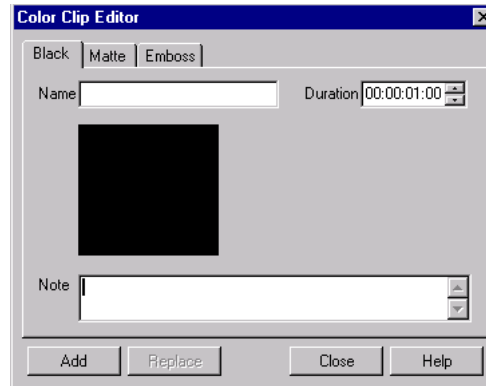 Color Clip Editor
Black Matte Emboss
Name Duration 00:00:01:00
Note
Add Replace Close Help